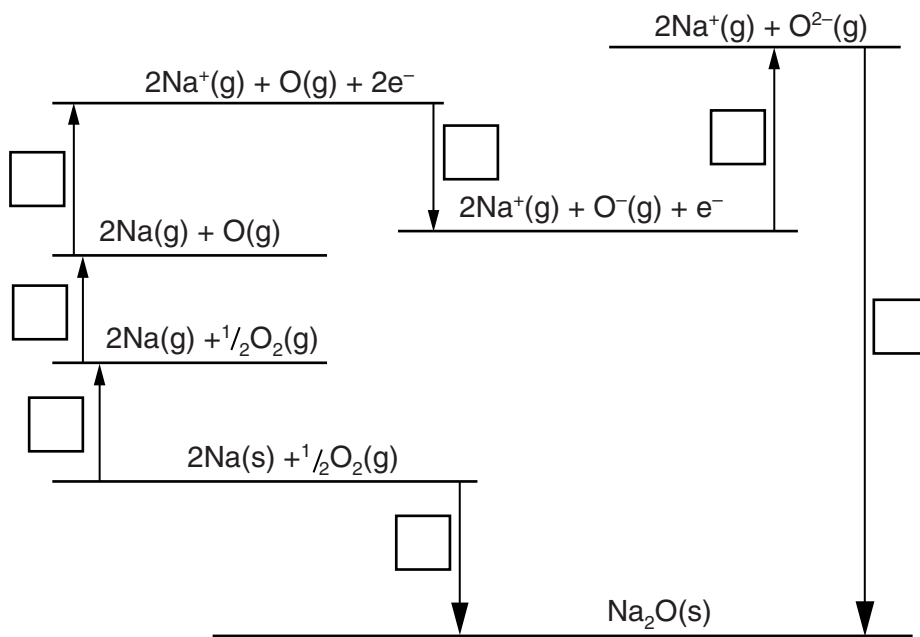 2Na⁺(g) + O²⁻(g)
2Na⁺(g) + O(g) + 2e⁻
2Na⁺(g) + O⁻(g) + e⁻
2Na(g) + O(g)
2Na(g) +¹/₂O₂(g)
2Na(s) +¹/₂O₂(g)
Na₂O(s)